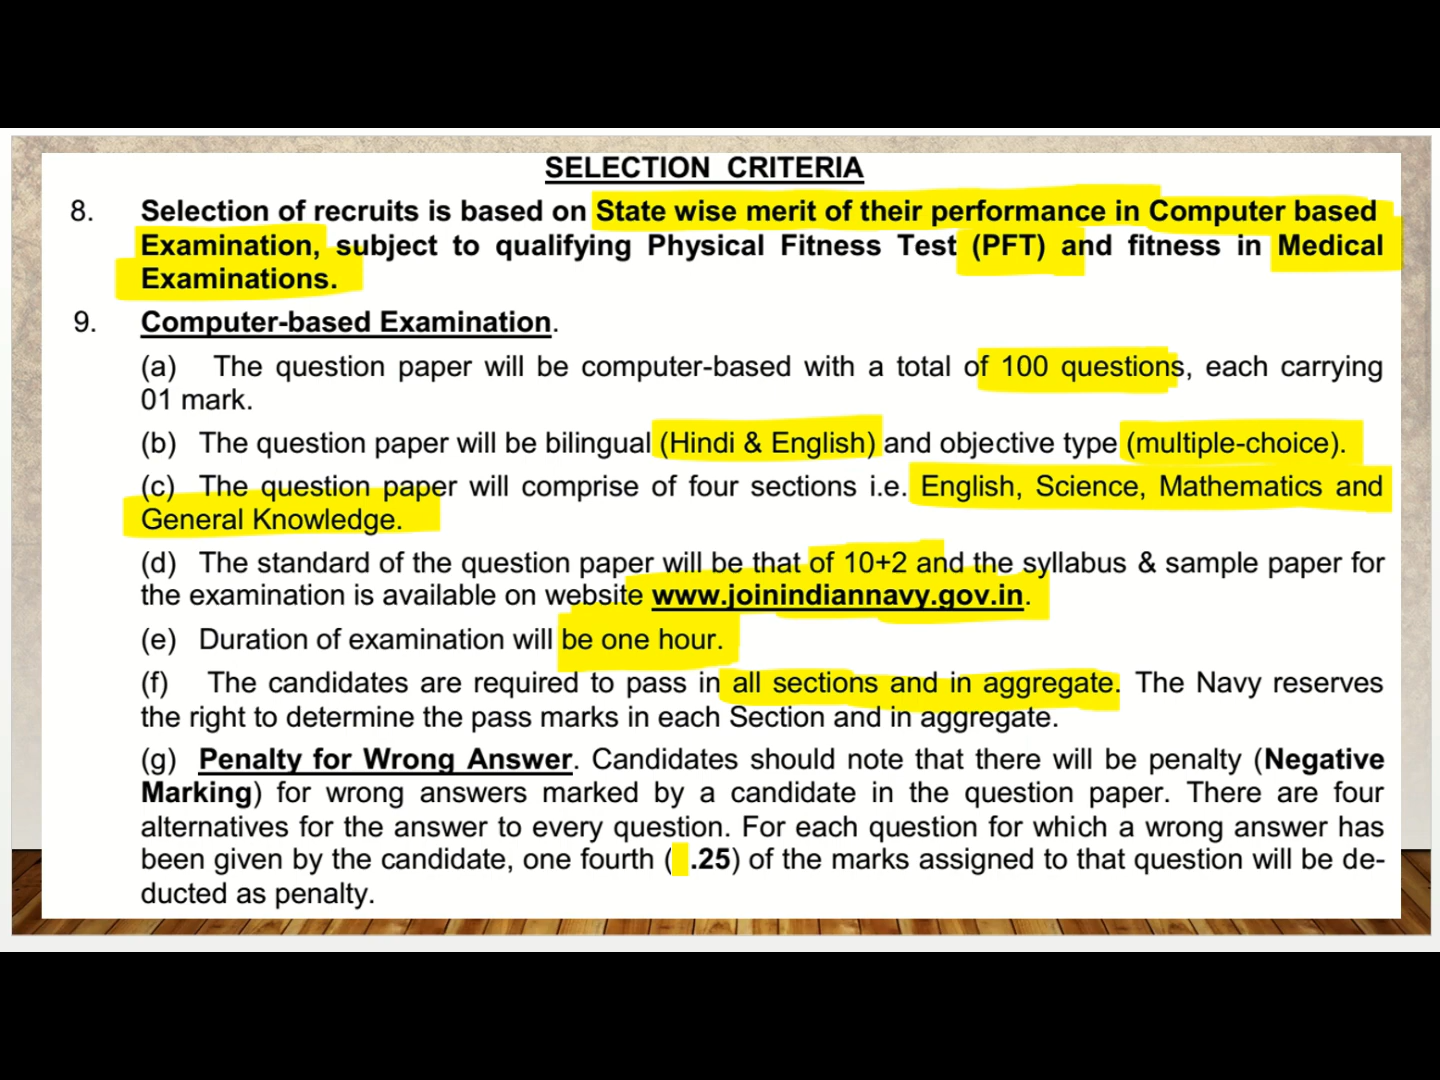 SELECTION CRITERIA
8. Selection of recruits is based on State wise merit of their performance in Computer based
Examination, subject to qualifying Physical Fitness Test (PFT) and fitness in Medical
Examinations.
9. Computer-based Examination.
(a) The question paper will be computer-based with a total of 100 questions, each carrying
01 mark.
(b) The question paper will be bilingual (Hindi & English) and objective type (multiple-choice).
(c) The question paper will comprise of four sections i.e. English, Science, Mathematics and
General Knowledge.
(d) The standard of the question paper will be that of 10+2 and the syllabus & sample paper for
the examination is available on website www.joinindiannavy.gov.in.
(e) Duration of examination will be one hour.
(f) The candidates are required to pass in all sections and in aggregate. The Navy reserves
the right to determine the pass marks in each Section and in aggregate.
(g) Penalty for Wrong Answer. Candidates should note that there will be penalty (Negative
Marking) for wrong answers marked by a candidate in the question paper. There are four
alternatives for the answer to every question. For each question for which a wrong answer has
been given by the candidate, one fourth ( .25) of the marks assigned to that question will be de-
ducted as penalty.